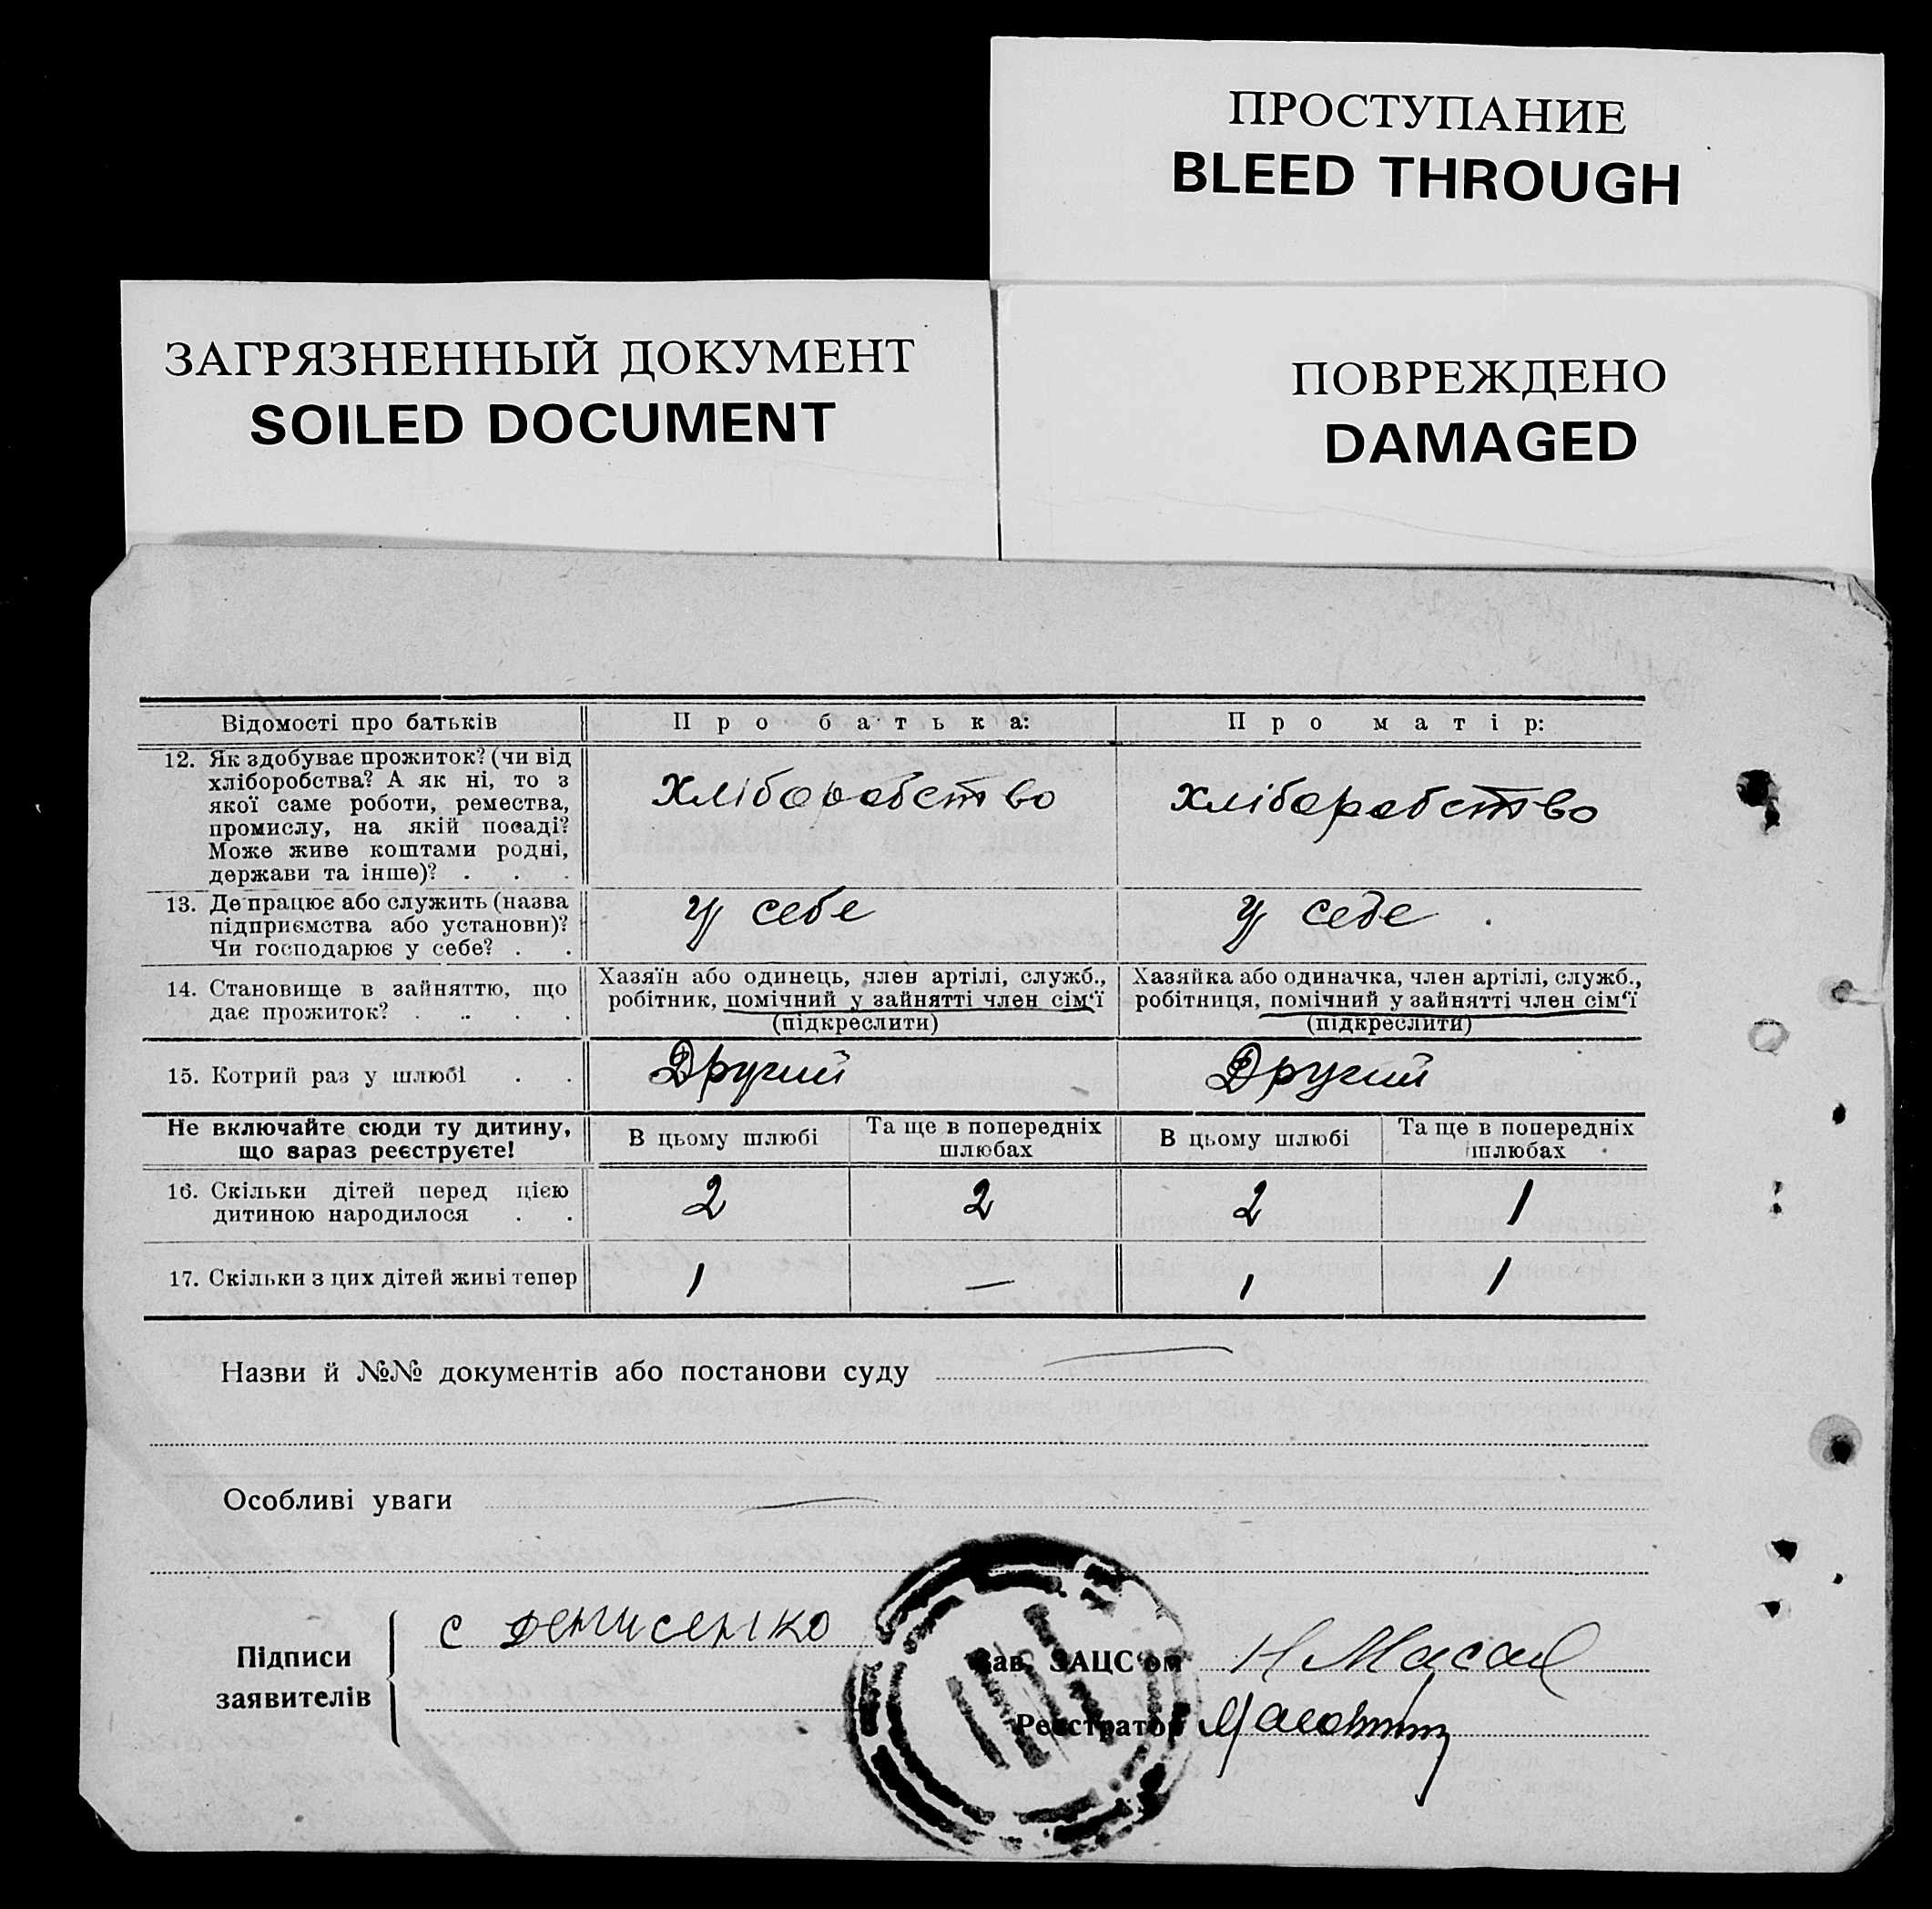 ПРОСТУПАНИЕ
BLEED THROUGH
ЗАГРЯЗНЕННЫЙ ДОКУМЕНТ
SOILED DOCUMENT
ПОВРЕЖДЕНО
DAMAGED
Відомості про батьків
Про батька:
Про матір:
12. Як здобуває прожиток? (чи від
хліборобства? А як ні, то з
якої саме роботи, ремества,
промислу, на якій посаді?
Може живе коштами родні,
держави та інше)? . . .
Хліборобство
Хліборобство
13. Де працює або служить (назва
підприємства або установи)?
Чи господарює у себе? . .
у себе
у себе
14. Становище в зайняттю, що
дає прожиток? . . . .
Хазяїн або одинець, член артілі, служб.,
робітник, помічний у зайнятті член сім'ї
(підкреслити)
Хазяйка або одиначка, член артілі, служб.,
робітниця, помічний у зайнятті член сім'ї
(підкреслити)
15. Котрий раз у шлюбі . .
Другий
Другий
Не включайте сюди ту дитину,
що зараз реєструєте!
В цьому шлюбі
Та ще в попередніх
шлюбах
В цьому шлюбі
Та ще в попередніх
шлюбах
16. Скільки дітей перед цією
дитиною народилося . .
2
2
2
1
17. Скільки з цих дітей живі тепер
1
—
1
1
Назви й №№ документів або постанови суду —
Особливі уваги —
Підписи
заявителів
с Денисенко
Зав. ЗАЦС'ом
Реєстратор